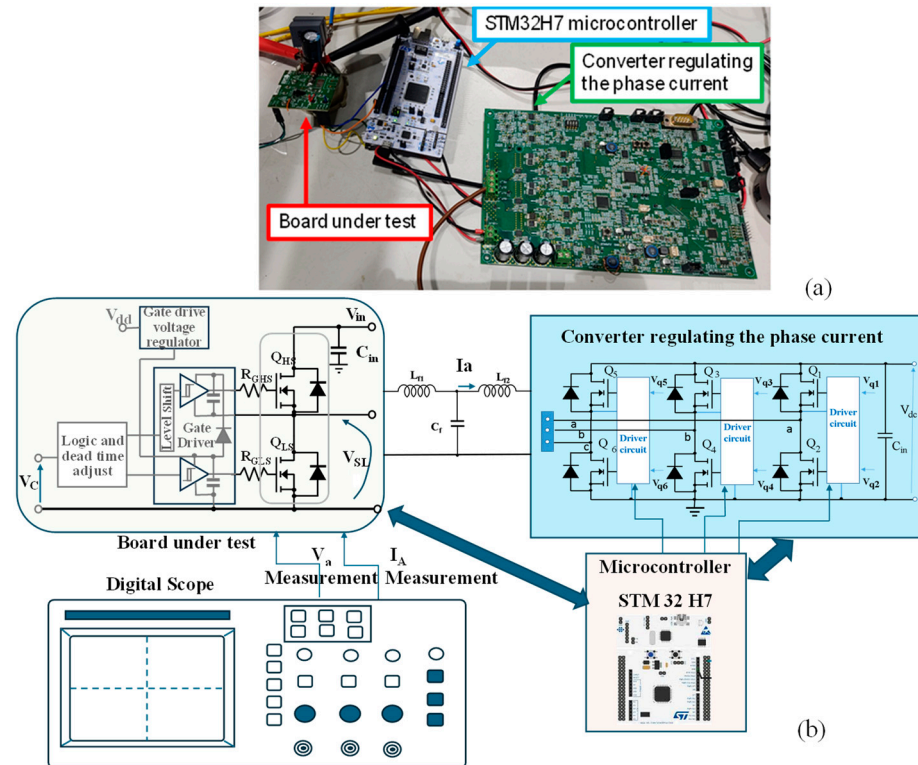 STM32H7 microcontroller
Converter regulating
the phase current
Board under test
(a)
Vdd
Gate drive
voltage
regulator
Vin
Cin
QHS
RGHS
Level Shift
Gate
Driver
Logic and
dead time
adjust
QLS
RGLS
VSL
VC
Board under test
Lf1
Ia
Lf2
Cf
Converter regulating the phase current
Q5
Q3
Q1
Vq5
Vq3
Vq1
Vdc
a
b
c
b
a
Driver
circuit
Driver
circuit
Driver
circuit
Cin
Q
6
Q4
Q2
Vq6
Vq4
Vq2
Va
Measurement
IA
Measurement
Digital Scope
Microcontroller
STM 32 H7
ST
(b)